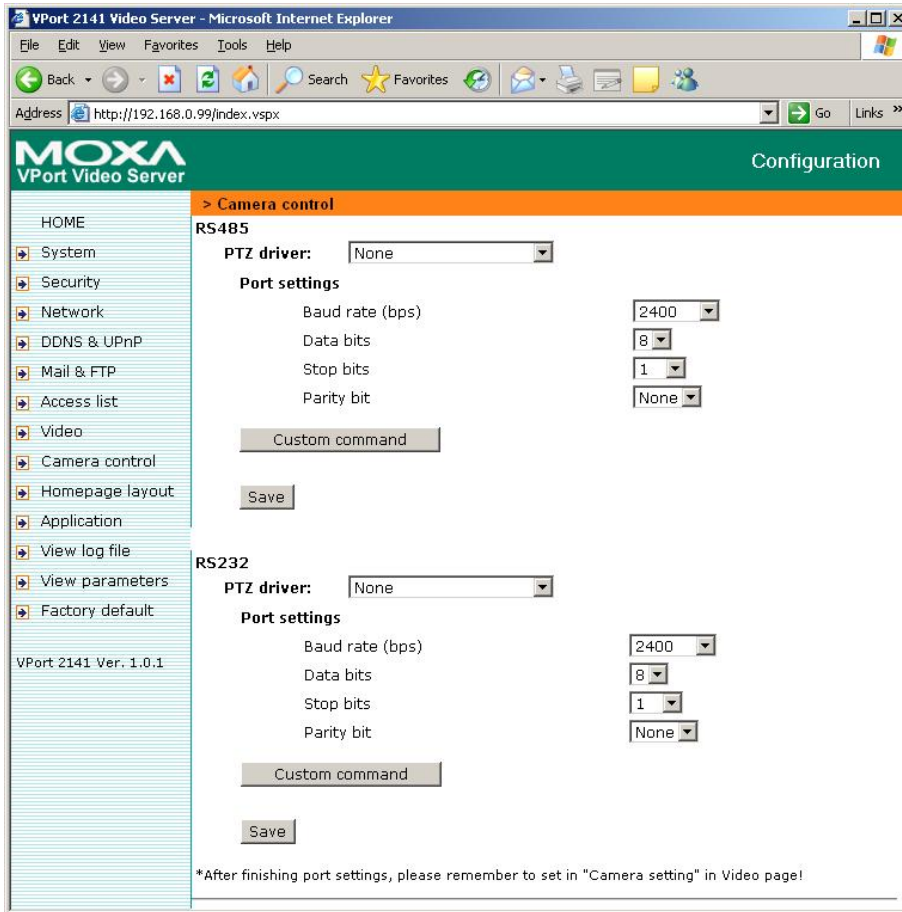 VPort 2141 Video Server - Microsoft Internet Explorer
File Edit View Favorites Tools Help
Back Search Favorites
Address http://192.168.0.99/index.vspx Go Links »
MOXA
VPort Video Server
Configuration
> Camera control
HOME
System
Security
Network
DDNS & UPnP
Mail & FTP
Access list
Video
Camera control
Homepage layout
Application
View log file
View parameters
Factory default
VPort 2141 Ver. 1.0.1
RS485
PTZ driver: None
Port settings
Baud rate (bps) 2400
Data bits 8
Stop bits 1
Parity bit None
Custom command
Save
RS232
PTZ driver: None
Port settings
Baud rate (bps) 2400
Data bits 8
Stop bits 1
Parity bit None
Custom command
Save
*After finishing port settings, please remember to set in "Camera setting" in Video page!